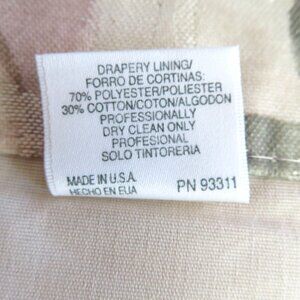 DRAPERY LINING/
FORRO DE CORTINAS:
70% POLYESTER/POLIESTER
30% COTTON/COTON/ALGODON
PROFESSIONALLY
DRY CLEAN ONLY
PROFESIONAL
SOLO TINTORERIA
MADE IN U.S.A.
HECHO EN EUA
PN 93311